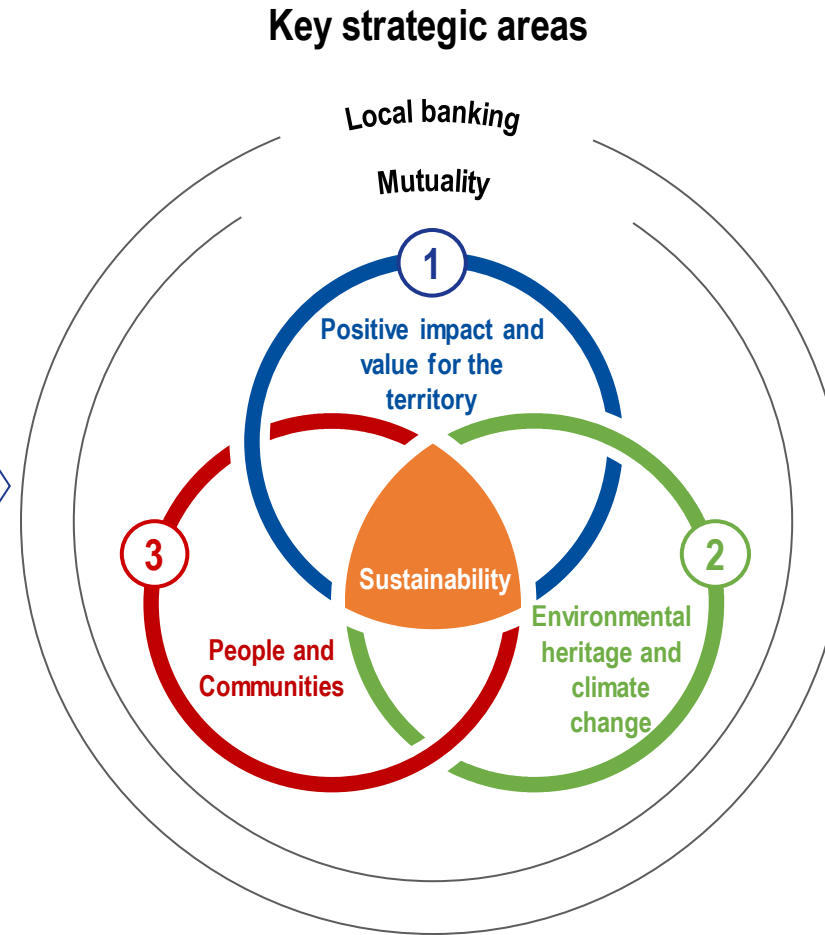 Key strategic areas
Local banking
Mutuality
1
Positive impact and
value for the
territory
3
2
Sustainability
Environmental
heritage and
climate
change
People and
Communities